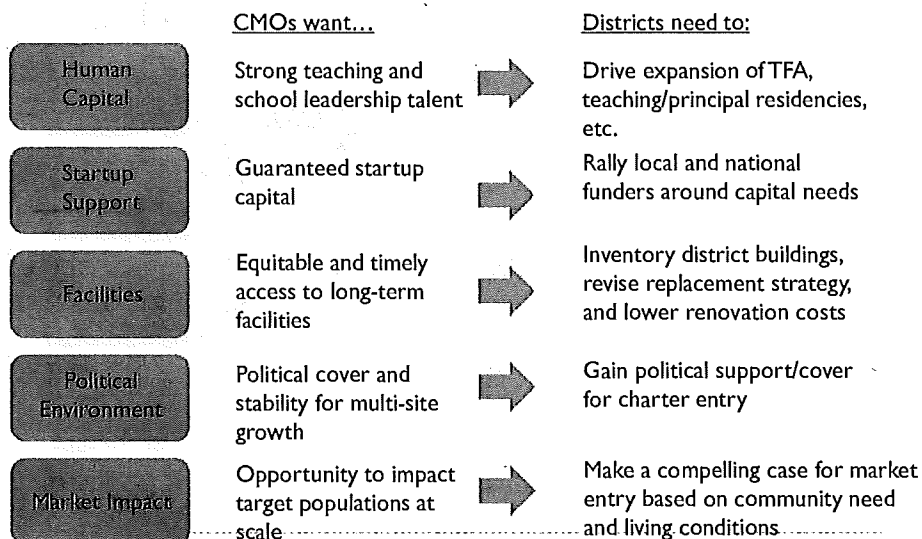 CMOs want...
Districts need to:
Human
Capital
Strong teaching and
school leadership talent
Drive expansion of TFA,
teaching/principal residencies,
etc.
Startup
Support
Guaranteed startup
capital
Rally local and national
funders around capital needs
Facilities
Equitable and timely
access to long-term
facilities
Inventory district buildings,
revise replacement strategy,
and lower renovation costs
Political
Environment
Political cover and
stability for multi-site
growth
Gain political support/cover
for charter entry
Market Impact
Opportunity to impact
target populations at
scale
Make a compelling case for market
entry based on community need
and living conditions